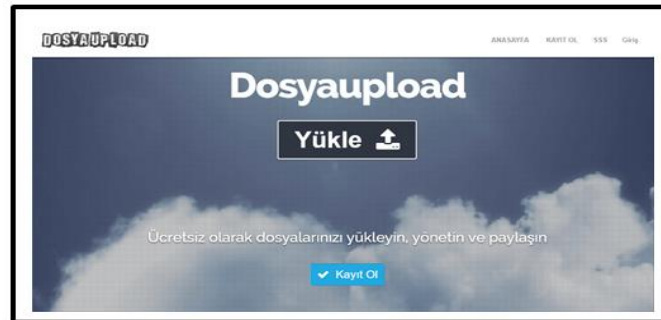 DOSYAUPLOAD
ANASAYFA KAYIT OL SSS Giriş
Dosyaupload
Yükle
Ücretsiz olarak dosyalarınızı yükleyin, yönetin ve paylaşın
Kayıt Ol